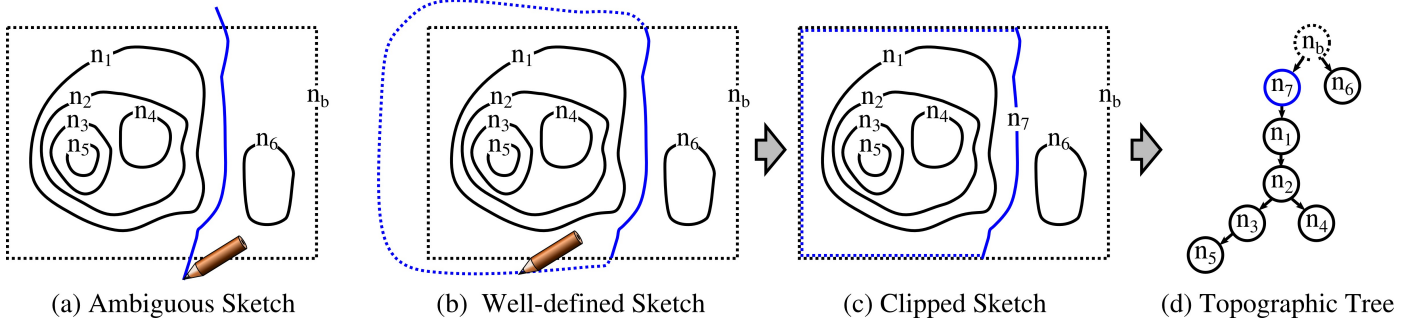 n1
n2
n3
n4
n5
n6
nb
n1
n2
n3
n4
n5
n6
nb
n1
n2
n3
n4
n5
n7
n6
nb
nb
n7
n6
n1
n2
n3
n4
n5
(a) Ambiguous Sketch
(b) Well-defined Sketch
(c) Clipped Sketch
(d) Topographic Tree